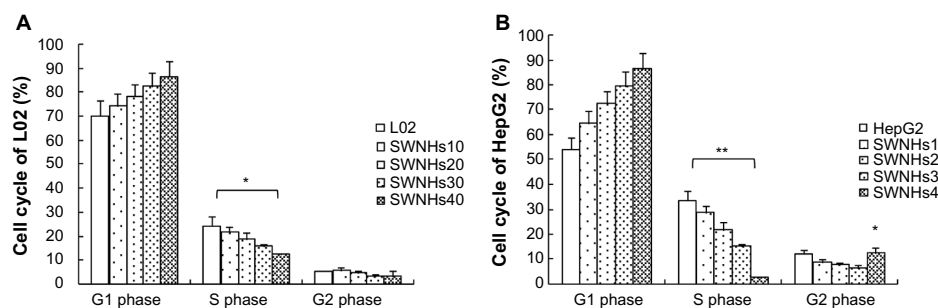 A
Cell cycle of L02 (%)
100
90
80
70
60
50
40
30
20
10
0
G1 phase
S phase
G2 phase
*
L02
SWNHs10
SWNHs20
SWNHs30
SWNHs40
B
Cell cycle of HepG2 (%)
100
90
80
70
60
50
40
30
20
10
0
G1 phase
S phase
G2 phase
**
*
HepG2
SWNHs1
SWNHs2
SWNHs3
SWNHs4